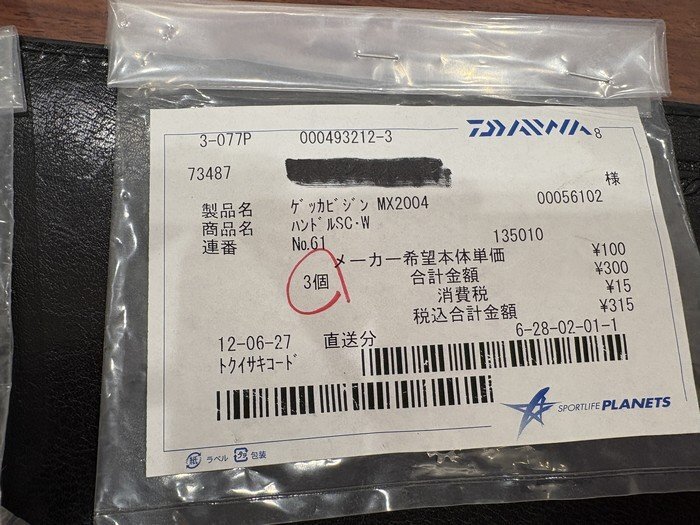 3-077P 000493212-3 DAIWA 8
73487 様
製品名 ｹﾞｯｶﾋﾞｼﾞﾝ MX2004 00056102
商品名 ﾊﾝﾄﾞﾙSC･W
連番 No.61 135010
メーカー希望本体単価 ¥100
3個 合計金額 ¥300
消費税 ¥15
税込合計金額 ¥315
12-06-27 直送分 6-28-02-01-1
ﾄｸｲｻｷｺｰﾄﾞ
SPORTLIFE PLANETS
紙 ラベル プラ 包装